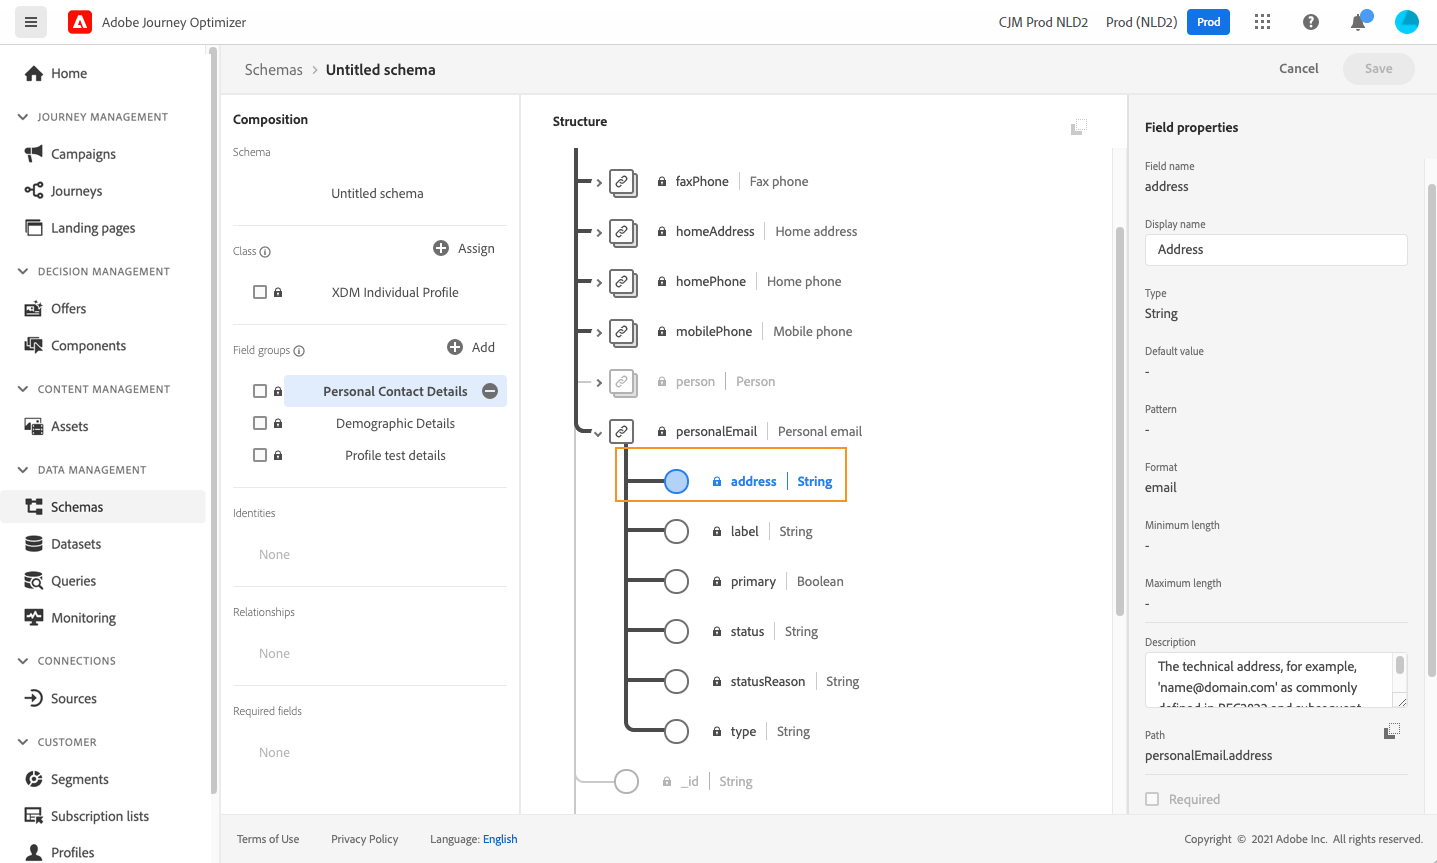 Adobe Journey Optimizer
CJM Prod NLD2
Prod (NLD2)
Prod
Home
JOURNEY MANAGEMENT
Campaigns
Journeys
Landing pages
DECISION MANAGEMENT
Offers
Components
CONTENT MANAGEMENT
Assets
DATA MANAGEMENT
Schemas
Datasets
Queries
Monitoring
CONNECTIONS
Sources
CUSTOMER
Segments
Subscription lists
Profiles
Schemas > Untitled schema
Cancel
Save
Composition
Schema
Untitled schema
Class
Assign
XDM Individual Profile
Field groups
Add
Personal Contact Details
Demographic Details
Profile test details
Identities
None
Relationships
None
Required fields
None
Structure
faxPhone | Fax phone
homeAddress | Home address
homePhone | Home phone
mobilePhone | Mobile phone
person | Person
personalEmail | Personal email
address | String
label | String
primary | Boolean
status | String
statusReason | String
type | String
_id | String
Field properties
Field name
address
Display name
Address
Type
String
Default value
-
Pattern
-
Format
email
Minimum length
-
Maximum length
-
Description
The technical address, for example,
'name@domain.com' as commonly
defined in RFC2822 and subsequent
Path
personalEmail.address
Required
Terms of Use
Privacy Policy
Language: English
Copyright © 2021 Adobe Inc. All rights reserved.